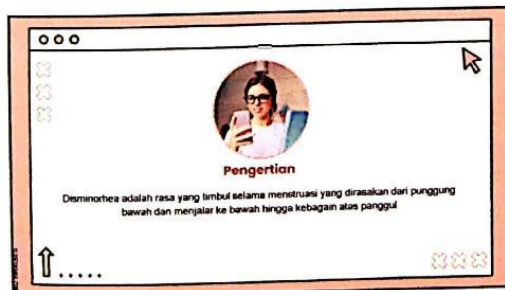 Pengertian
Disminorhea adalah rasa yang timbul selama menstruasi yang dirasakan dari punggung
bawah dan menjalar ke bawah hingga kebagain atas panggul